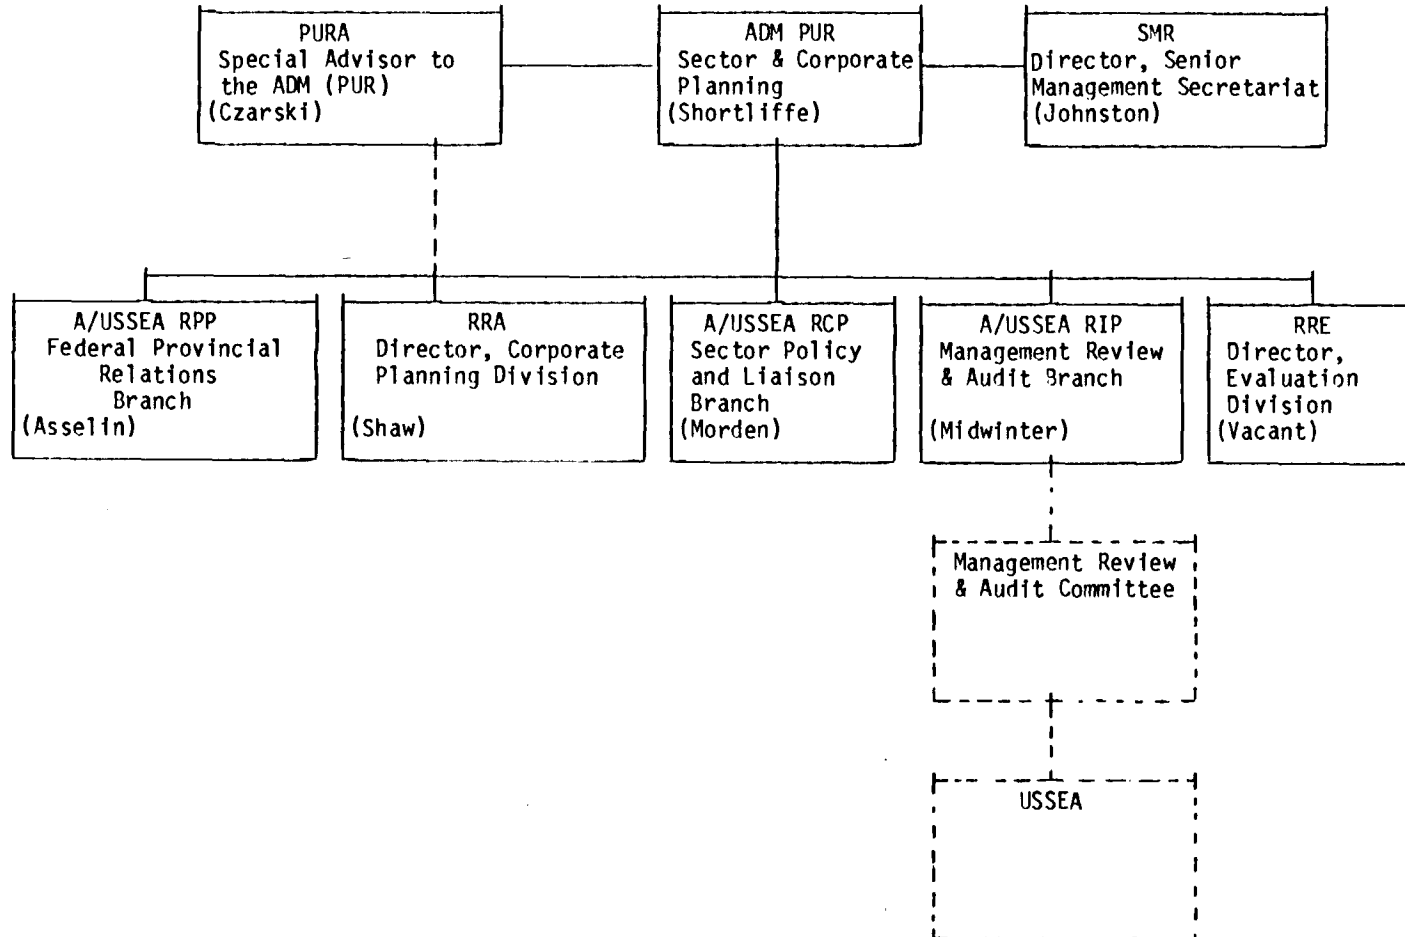 PURA
Special Advisor to
the ADM (PUR)
(Czarski)
ADM PUR
Sector & Corporate
Planning
(Shortliffe)
SMR
Director, Senior
Management Secretariat
(Johnston)
A/USSEA RPP
Federal Provincial
Relations
Branch
(Asselin)
RRA
Director, Corporate
Planning Division
(Shaw)
A/USSEA RCP
Sector Policy
and Liaison
Branch
(Morden)
A/USSEA RIP
Management Review
& Audit Branch
(Midwinter)
RRE
Director,
Evaluation
Division
(Vacant)
Management Review
& Audit Committee
USSEA